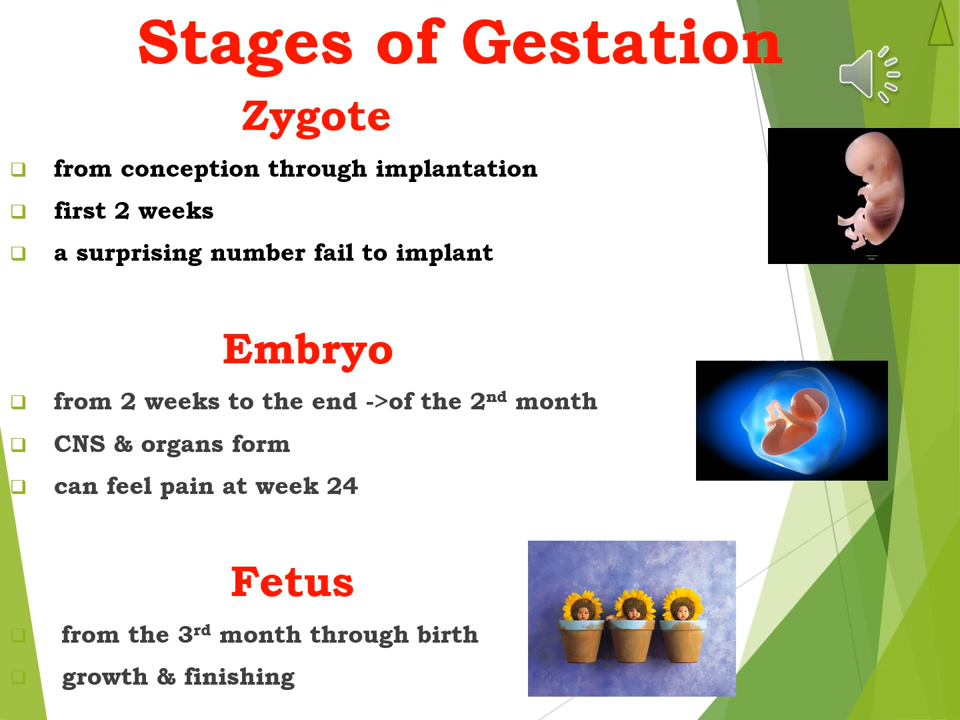 Stages of Gestation
Zygote
from conception through implantation
first 2 weeks
a surprising number fail to implant
Embryo
from 2 weeks to the end ->of the 2nd month
CNS & organs form
can feel pain at week 24
Fetus
from the 3rd month through birth
growth & finishing